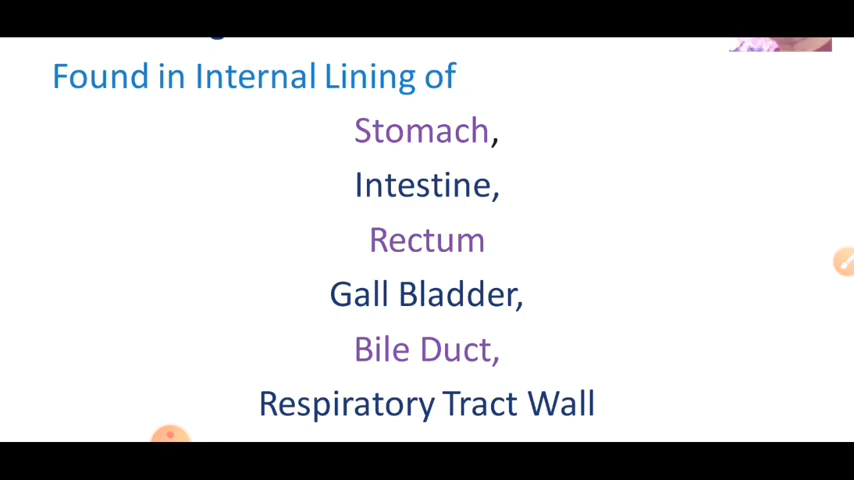 Found in Internal Lining of
Stomach,
Intestine,
Rectum
Gall Bladder,
Bile Duct,
Respiratory Tract Wall